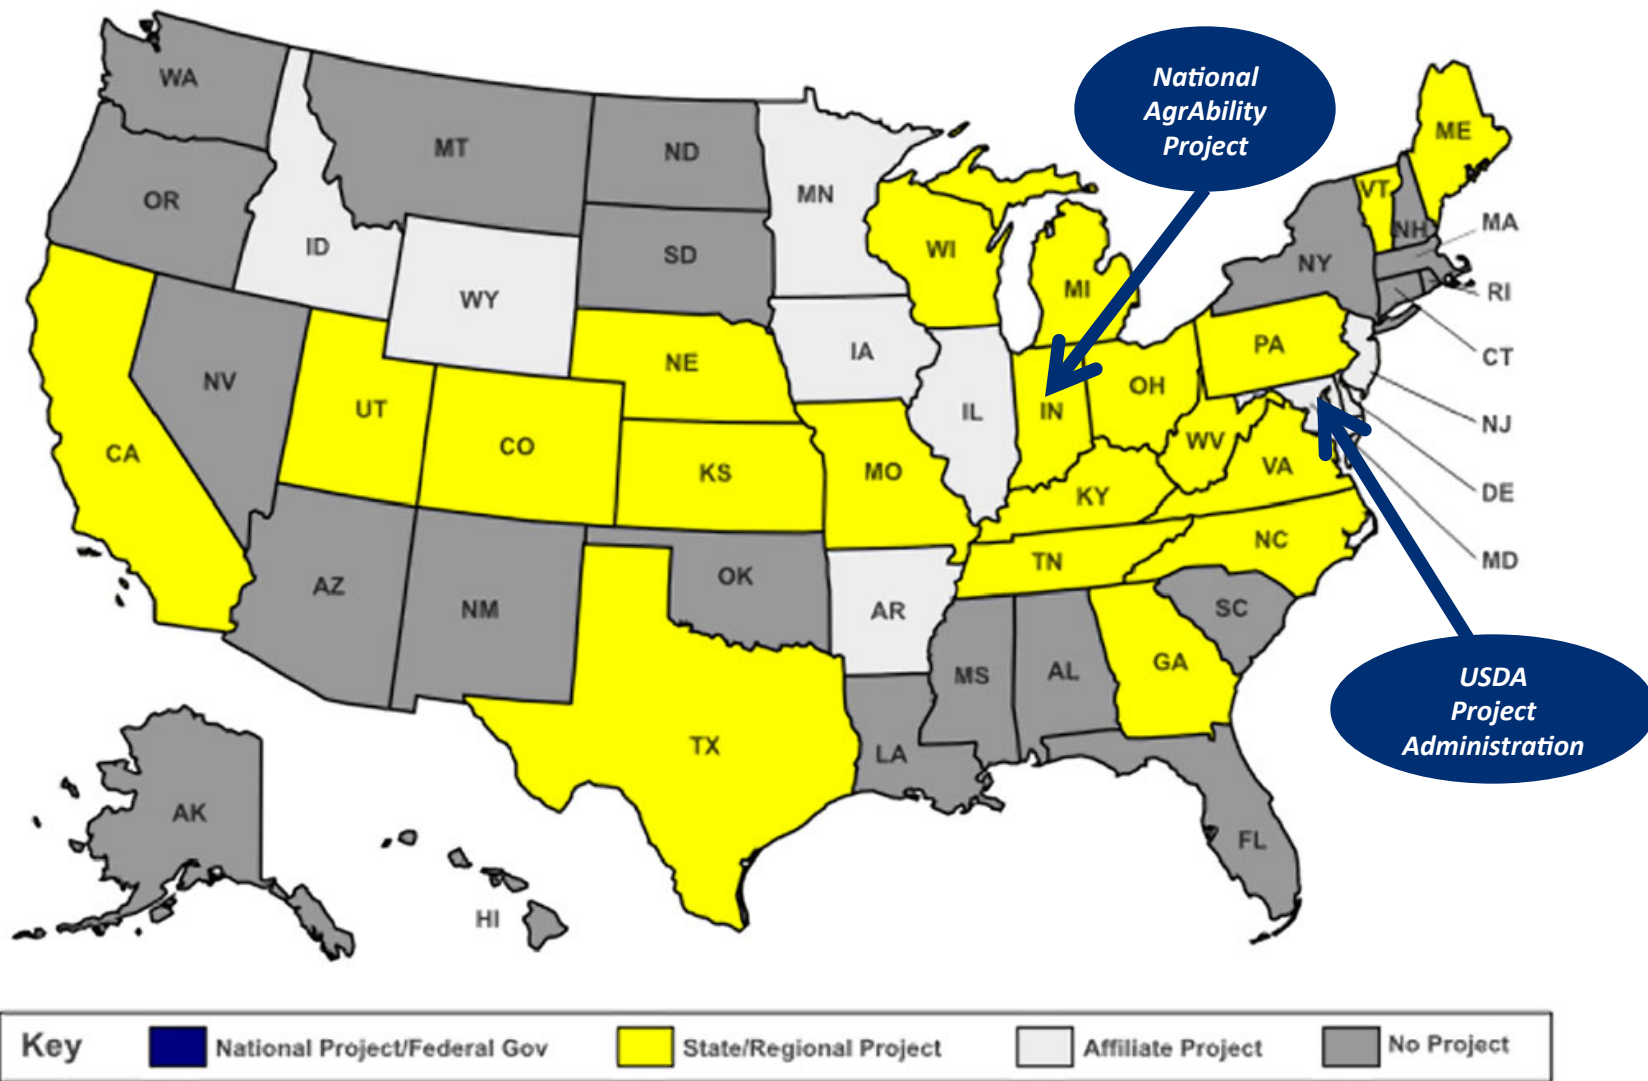 National
AgrAbility
Project
WA
MT
ND
MN
ME
OR
ID
SD
WY
WI
MI
VT
NH
NY
MA
RI
CT
NV
UT
NE
IA
IL
IN
OH
PA
NJ
CA
CO
KS
MO
WV
VA
KY
DE
MD
AZ
NM
OK
AR
TN
NC
SC
MS
AL
GA
TX
LA
FL
USDA
Project
Administration
AK
HI
Key
National Project/Federal Gov
State/Regional Project
Affiliate Project
No Project